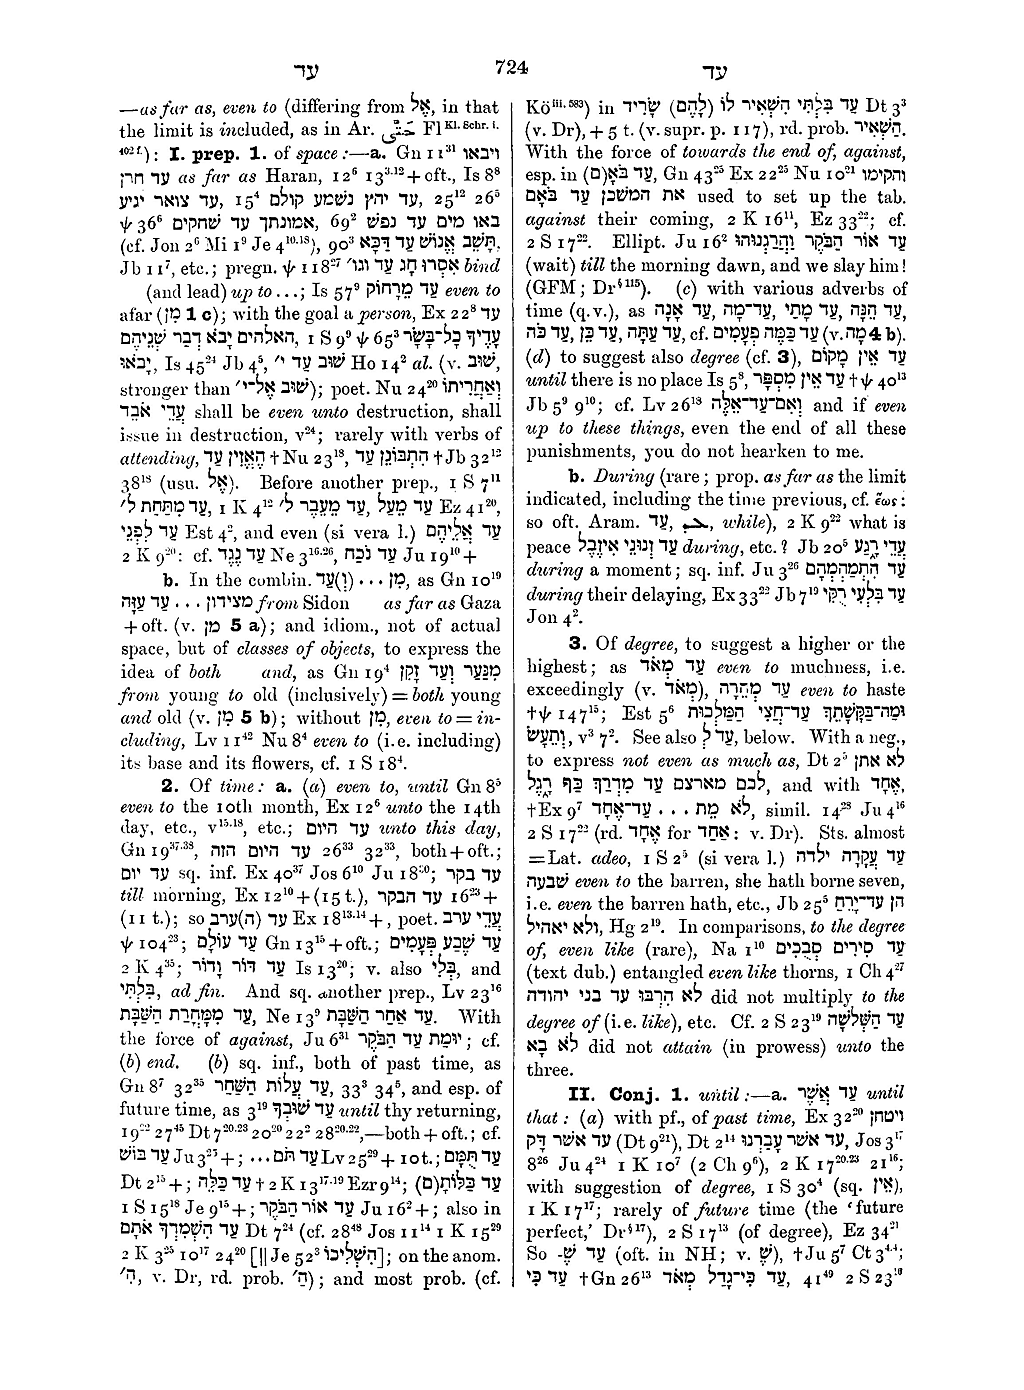 עד 724 עד
—as far as, even to (differing from אֶל, in that
the limit is included, as in Ar. حَتَّى Fl Kl. Schr. i.
402 f.): I. prep. 1. of space:—a. Gn 11³¹ ויבאו
עד חרן as far as Haran, 12⁶ 13³·¹² + oft., Is 8⁸
עד צואר יגיע, 15⁴ עד יהץ נשמע קולם, 25¹² 26⁵
ψ 36⁶ אמונתך עד שחקים, 69² באו מים עד נפש
(cf. Jon 2⁶ Mi 1⁹ Je 4¹⁰·¹⁸), 90³ תָּשֵׁב אֱנוֹשׁ עַד דַּכָּא,
Jb 11⁷, etc.; pregn. ψ 118²⁷ אִסְרוּ חָג עד וגו׳ bind
(and lead) up to ...; Is 57⁹ עד מֵרָחוֹק even to
afar (מִן 1 c); with the goal a person, Ex 22⁸ עד
האלהים יָבֹא דְּבַר שְׁנֵיהֶם, 1 S 9⁹ ψ 65³ עָדֶיךָ כָּל־בָּשָׂר
יָבֹאוּ, Is 45²⁴ Jb 4⁵, שׁוּב עד י׳ Ho 14² al. (v. שׁוּב,
stronger than שׁוּב אֶל־י׳); poet. Nu 24²⁰ וְאַחֲרִיתוֹ
עֲדֵי אֹבֵד shall be even unto destruction, shall
issue in destruction, v²⁴; rarely with verbs of
attending, הֶאֱזִין עַד †Nu 23¹⁸, הִתְבּוֹנֵן עַד †Jb 32¹²
38¹⁸ (usu. אֶל). Before another prep., 1 S 7¹¹
עַד מִתַּחַת לְ׳, 1 K 4¹² עַד מֵעֵבֶר לְ׳, עַד מֵעַל Ez 41²⁰,
עַד לִפְנֵי Est 4², and even (si vera l.) עַד אֲלֵיהֶם
2 K 9²⁰: cf. עַד נֶגֶד Ne 3¹⁶·²⁶, עַד נֹכַח Ju 19¹⁰ +
b. In the combin. מִן ... (וְ)עַד, as Gn 10¹⁹
מצידון ... עד עַזָּה from Sidon as far as Gaza
+ oft. (v. מִן 5 a); and idiom., not of actual
space, but of classes of objects, to express the
idea of both and, as Gn 19⁴ מִנַּעַר וְעַד זָקֵן
from young to old (inclusively) = both young
and old (v. מִן 5 b); without מִן, even to = in-
cluding, Lv 11⁴² Nu 8⁴ even to (i.e. including)
its base and its flowers, cf. 1 S 18⁴.
2. Of time: a. (a) even to, until Gn 8⁵
even to the 10th month, Ex 12⁶ unto the 14th
day, etc., v¹⁵·¹⁸, etc.; עד היום unto this day,
Gn 19³⁷·³⁸, עד היום הזה 26³³ 32³³, both + oft.;
עד יום sq. inf. Ex 40³⁷ Jos 6¹⁰ Ju 18³⁰; עד בקר
till morning, Ex 12¹⁰ + (15 t.), עד הבקר 16²³ +
(11 t.); so עד (ה)ערב Ex 18¹³·¹⁴ +, poet. עֲדֵי ערב
ψ 104²³; עַד עוֹלָם Gn 13¹⁵ + oft.; עַד שֶׁבַע פְּעָמִים
2 K 4³⁵; עַד דּוֹר וָדוֹר Is 13²⁰; v. also בְּלִי, and
בִּלְתִּי, ad fin. And sq. another prep., Lv 23¹⁶
עַד מִמָּחֳרַת הַשַּׁבָּת, Ne 13⁹ עַד אַחַר הַשַּׁבָּת. With
the force of against, Ju 6³¹ יוּמַת עַד הַבֹּקֶר; cf.
(b) end. (b) sq. inf., both of past time, as
Gn 8⁷ 32²⁵ עַד עֲלוֹת הַשַּׁחַר, 33³ 34⁵, and esp. of
future time, as 3¹⁹ עַד שׁוּבְךָ until thy returning,
19²² 27⁴⁵ Dt 7²⁰·²³ 20²⁰ 22² 28²⁰·²²,—both + oft.; cf.
עַד בּוֹשׁ Ju 3²⁵ +; עַד תֹּם ... Lv 25²⁹ + 10t.; עַד תֻּמָּם
Dt 2¹⁵ +; עַד כַּלֵּה †2 K 13¹⁷·¹⁹ Ezr 9¹⁴; עַד כַּלּוֹתָ(ם)
1 S 15¹⁸ Je 9¹⁵ +; עַד אוֹר הַבֹּקֶר Ju 16² +; also in
עַד הִשְׁמִדְךָ אֹתָם Dt 7²⁴ (cf. 28⁴⁸ Jos 11¹⁴ 1 K 15²⁹
2 K 3²⁵ 10¹⁷ 24²⁰ [|| Je 52³ הִשְׁלִיכוֹ]; on the anom.
הִ׳, v. Dr, rd. prob. הַ׳); and most prob. (cf.
Kö iii. 583) in עַד בִּלְתִּי הִשְׁאִיר לוֹ (לָהֶם) שָׂרִיד Dt 3³
(v. Dr), + 5 t. (v. supr. p. 117), rd. prob. הַשְׁאִיר.
With the force of towards the end of, against,
esp. in עַד בֹּאָ(ם), Gn 43²⁵ Ex 22²⁵ Nu 10²¹ והקימו
את המשכן עַד בֹּאָם used to set up the tab.
against their coming, 2 K 16¹¹, Ez 33²²; cf.
2 S 17²². Ellipt. Ju 16² עַד אוֹר הַבֹּקֶר וַהֲרַגְנוּהוּ
(wait) till the morning dawn, and we slay him!
(GFM; Dr§115). (c) with various adverbs of
time (q.v.), as עַד הֵנָּה, עַד מָתַי, עַד־מָה, עַד אָנָה,
עַד כֹּה, עַד כֵּן, עַד עַתָּה, cf. עַד כַּמֶּה פְעָמִים (v. מָה 4 b).
(d) to suggest also degree (cf. 3), עַד אֵין מָקוֹם
until there is no place Is 5⁸, עַד אֵין מִסְפָּר †ψ 40¹³
Jb 5⁹ 9¹⁰; cf. Lv 26¹⁸ וְאִם־עַד־אֵלֶּה and if even
up to these things, even the end of all these
punishments, you do not hearken to me.
b. During (rare; prop. as far as the limit
indicated, including the time previous, cf. ἕως:
so oft. Aram. עַד, ܥܕ, while), 2 K 9²² what is
peace עַד זְנוּנֵי אִיזֶבֶל during, etc.? Jb 20⁵ עֲדֵי רָגַע
during a moment; sq. inf. Ju 3²⁶ עַד הִתְמַהְמְהָם
during their delaying, Ex 33²² Jb 7¹⁹ עַד בִּלְעִי רֻקִּי
Jon 4².
3. Of degree, to suggest a higher or the
highest; as עַד מְאֹד even to muchness, i.e.
exceedingly (v. מְאֹד), עַד מְהֵרָה even to haste
†ψ 147¹⁵; Est 5⁶ וּמַה־בַּקָּשָׁתֵךְ עַד־חֲצִי הַמַּלְכוּת
וְתֵעָשׂ, v³ 7². See also עַד לְ, below. With a neg.,
to express not even as much as, Dt 2⁵ לא אתן
לכם מארצם עַד מִדְרַךְ כַּף רָגֶל, and with אֶחָד,
†Ex 9⁷ לֹא מֵת ... עַד־אֶחָד, simil. 14²⁸ Ju 4¹⁶
2 S 17²² (rd. אֶחָד for אַחַד: v. Dr). Sts. almost
= Lat. adeo, 1 S 2⁵ (si vera l.) עַד עֲקָרָה ילדה
שבעה even to the barren, she hath borne seven,
i.e. even the barren hath, etc., Jb 25⁵ הן עַד־יָרֵחַ
ולא יאהיל, Hg 2¹⁹. In comparisons, to the degree
of, even like (rare), Na 1¹⁰ עַד סִירִים סְבֻכִים
(text dub.) entangled even like thorns, 1 Ch 4²⁷
לא הִרְבּוּ עד בני יהודה did not multiply to the
degree of (i.e. like), etc. Cf. 2 S 23¹⁹ עַד הַשְּׁלֹשָׁה
לֹא בָא did not attain (in prowess) unto the
three.
II. Conj. 1. until:—a. עַד אֲשֶׁר until
that: (a) with pf., of past time, Ex 32²⁰ ויטחן
עד אשר דָּק (Dt 9²¹), Dt 2¹⁴ עד אשר עָבַרְנוּ, Jos 3¹⁷
8²⁶ Ju 4²⁴ 1 K 10⁷ (2 Ch 9⁶), 2 K 17²⁰·²³ 21¹⁶;
with suggestion of degree, 1 S 30⁴ (sq. אֵין),
1 K 17¹⁷; rarely of future time (the ‘future
perfect,’ Dr§17), 2 S 17¹³ (of degree), Ez 34²¹
So עַד שֶׁ- (oft. in NH; v. שֶׁ), †Ju 5⁷ Ct 3⁴·⁴;
עַד כִּי †Gn 26¹³ עַד כִּי־גָדַל מְאֹד, 41⁴⁹ 2 S 23¹⁰